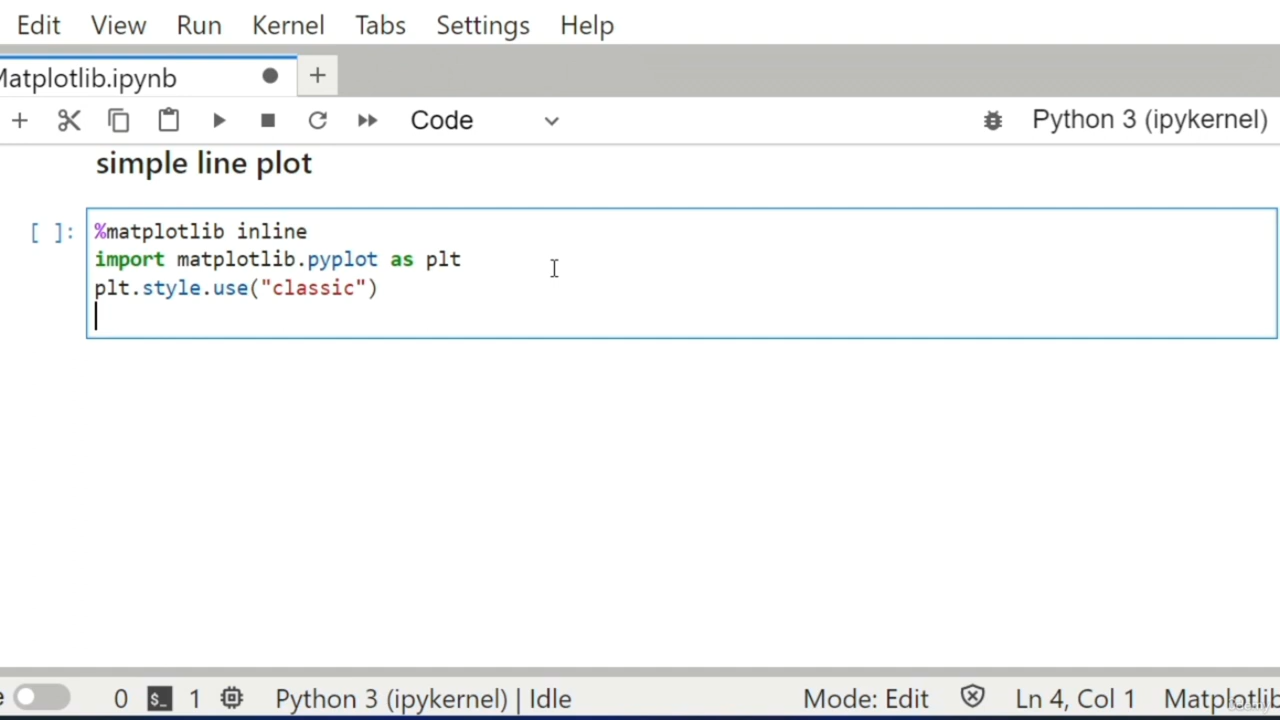 Edit View Run Kernel Tabs Settings Help
Matplotlib.ipynb
Code
Python 3 (ipykernel)
simple line plot
[ ]:
%matplotlib inline
import matplotlib.pyplot as plt
plt.style.use("classic")
0 $_ 1 Python 3 (ipykernel) | Idle Mode: Edit Ln 4, Col 1 Matplotlib